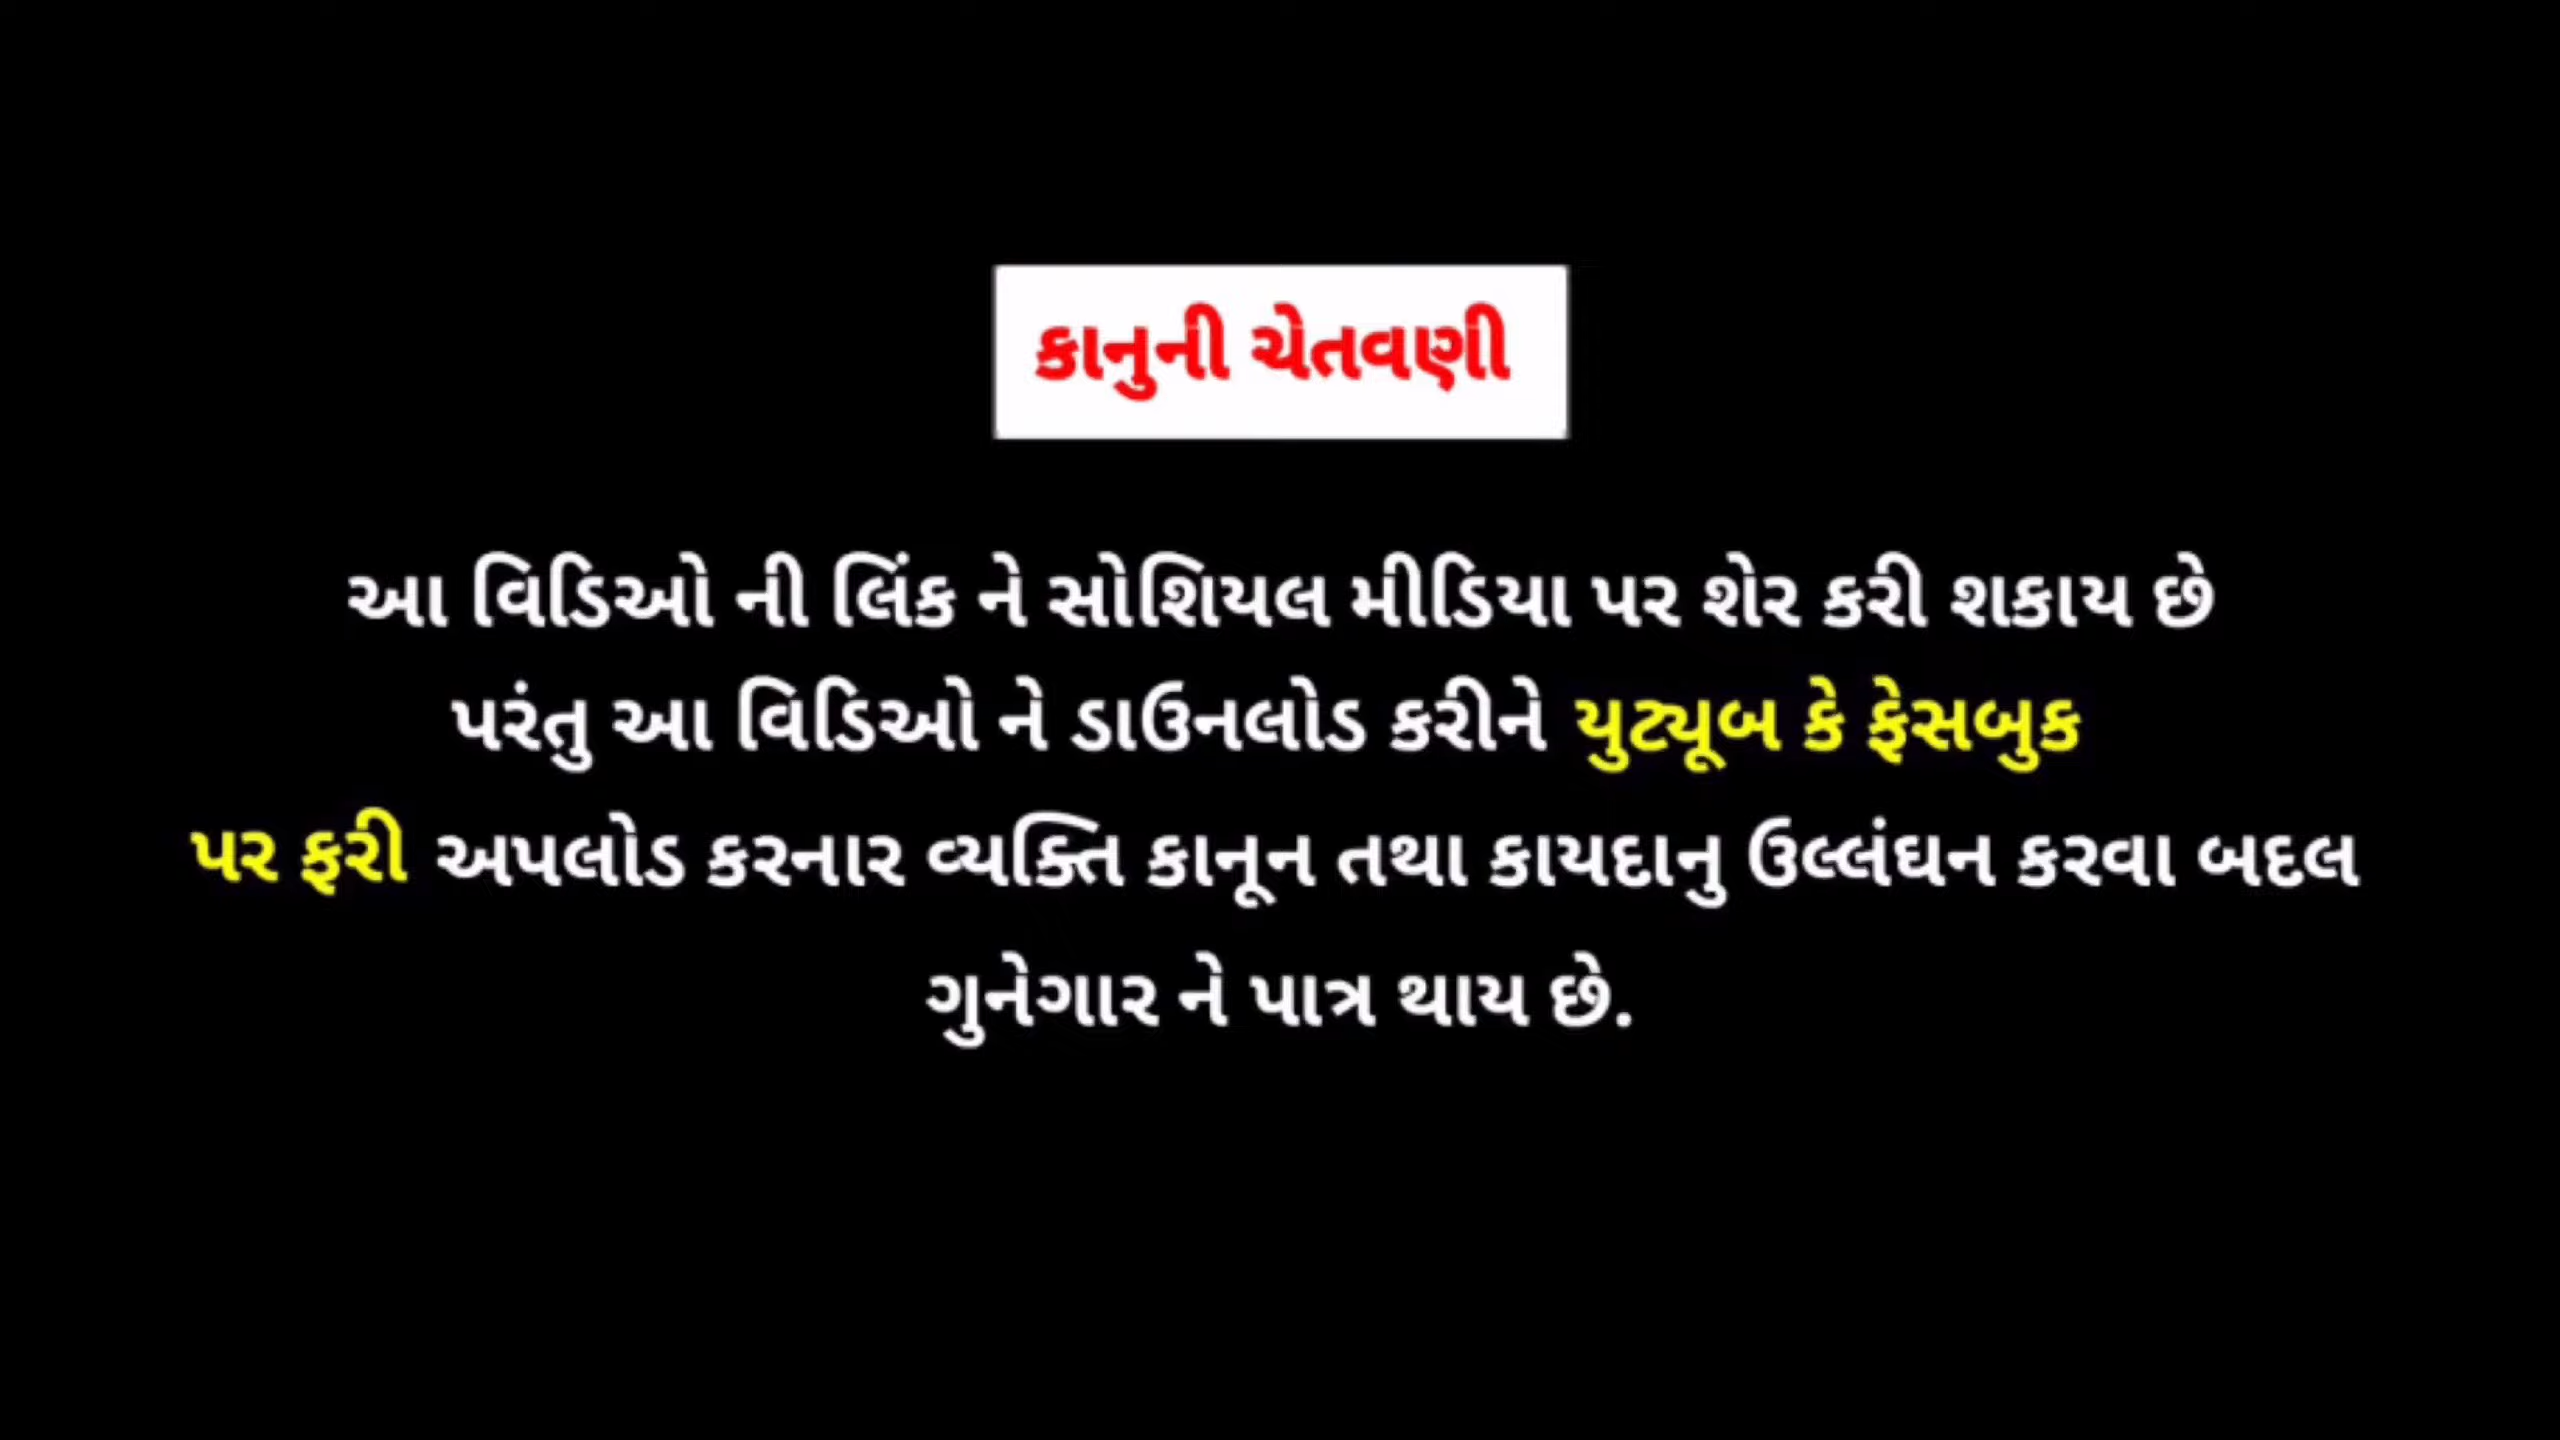 કાનુની ચેતવણી
આ વિડિઓ ની લિંક ને સોશિયલ મીડિયા પર શેર કરી શકાય છે
પરંતુ આ વિડિઓ ને ડાઉનલોડ કરીને યુટ્યૂબ કે ફેસબુક
પર ફરી અપલોડ કરનાર વ્યક્તિ કાનૂન તથા કાયદાનુ ઉલ્લંઘન કરવા બદલ
ગુનેગાર ને પાત્ર થાય છે.